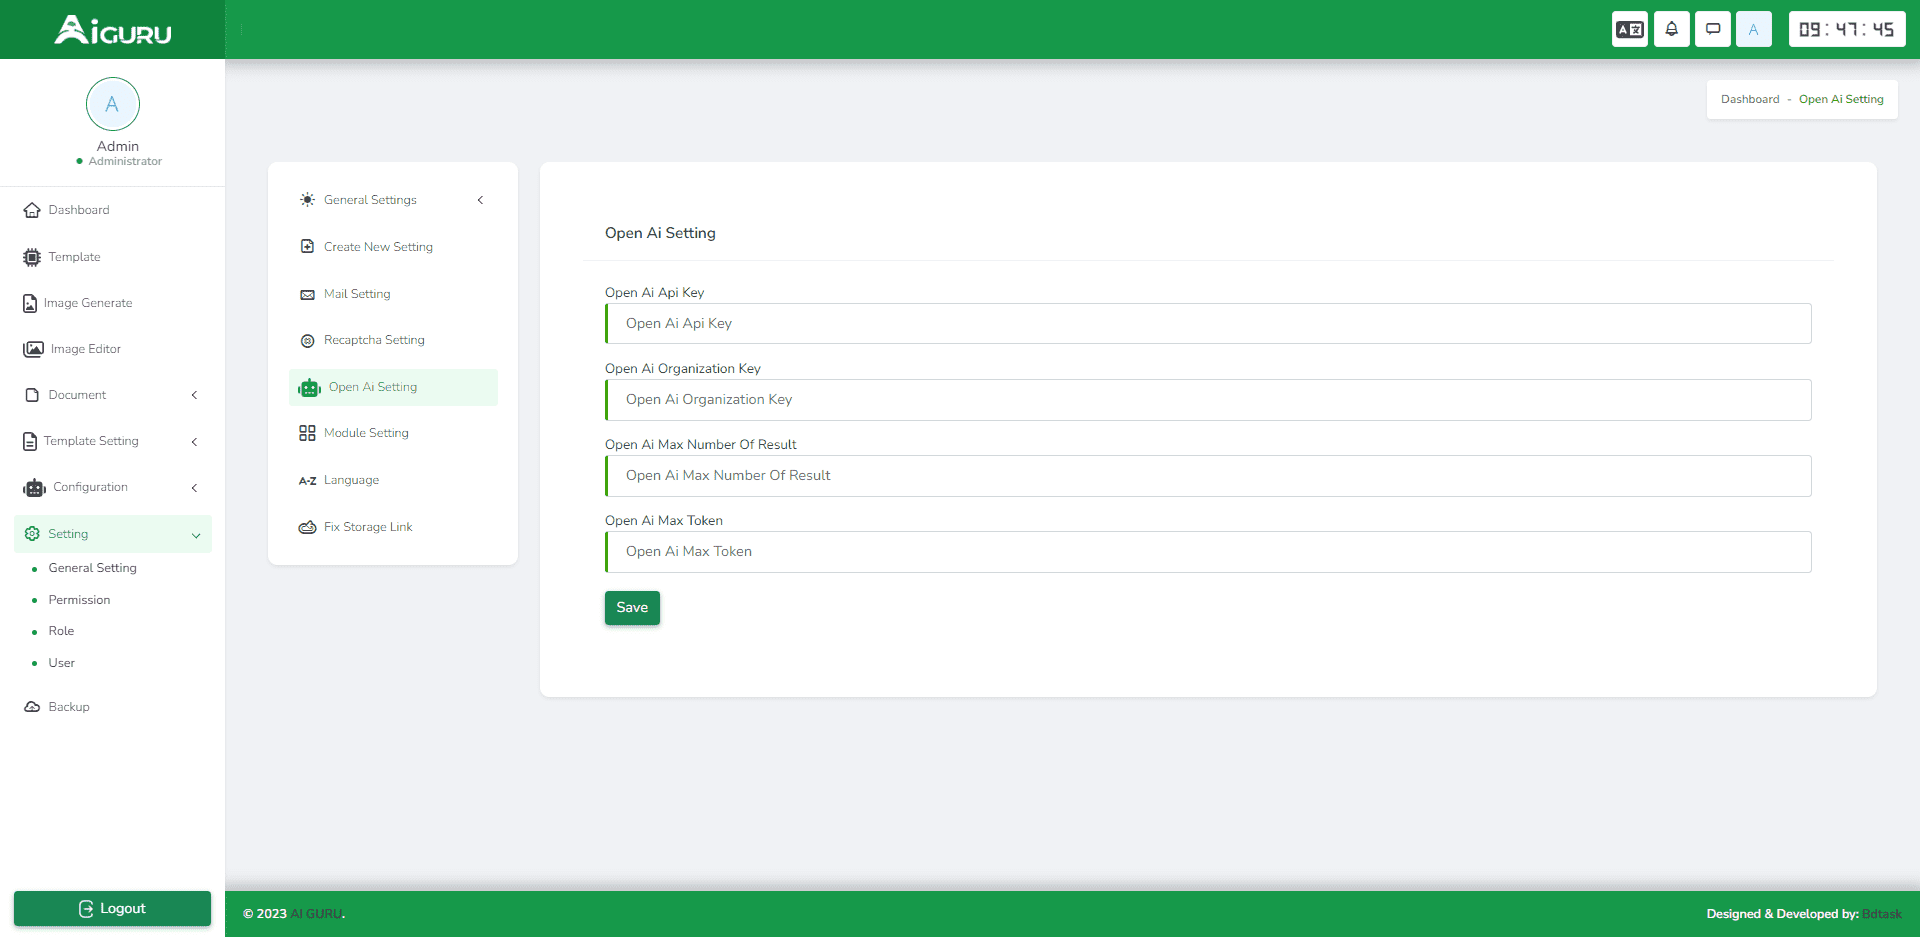 AiGURU
09:47:45
A
A
Admin
Administrator
Dashboard
Template
Image Generate
Image Editor
Document
Template Setting
Configuration
Setting
General Setting
Permission
Role
User
Backup
Logout
Dashboard - Open Ai Setting
General Settings
Create New Setting
Mail Setting
Recaptcha Setting
Open Ai Setting
Module Setting
A-Z Language
Fix Storage Link
Open Ai Setting
Open Ai Api Key
Open Ai Api Key
Open Ai Organization Key
Open Ai Organization Key
Open Ai Max Number Of Result
Open Ai Max Number Of Result
Open Ai Max Token
Open Ai Max Token
Save
© 2023 AI GURU.
Designed & Developed by: Bdtask